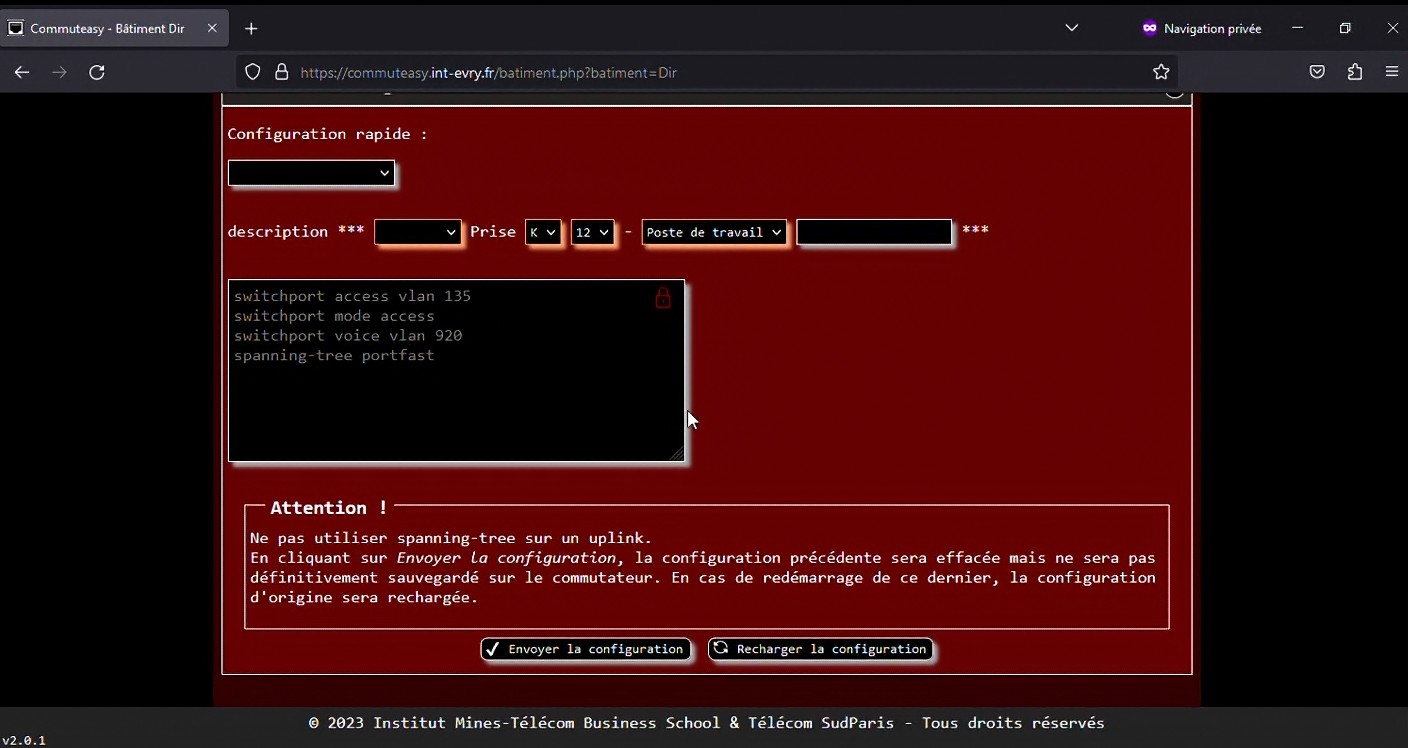 Commuteasy - Bâtiment Dir
Navigation privée
https://commuteasy.int-evry.fr/batiment.php?batiment=Dir
Configuration rapide :
description *** Prise K 12 - Poste de travail ***
switchport access vlan 135
switchport mode access
switchport voice vlan 920
spanning-tree portfast
Attention !
Ne pas utiliser spanning-tree sur un uplink.
En cliquant sur Envoyer la configuration, la configuration précédente sera effacée mais ne sera pas
définitivement sauvegardé sur le commutateur. En cas de redémarrage de ce dernier, la configuration
d'origine sera rechargée.
Envoyer la configuration Recharger la configuration
© 2023 Institut Mines-Télécom Business School & Télécom SudParis - Tous droits réservés
v2.0.1